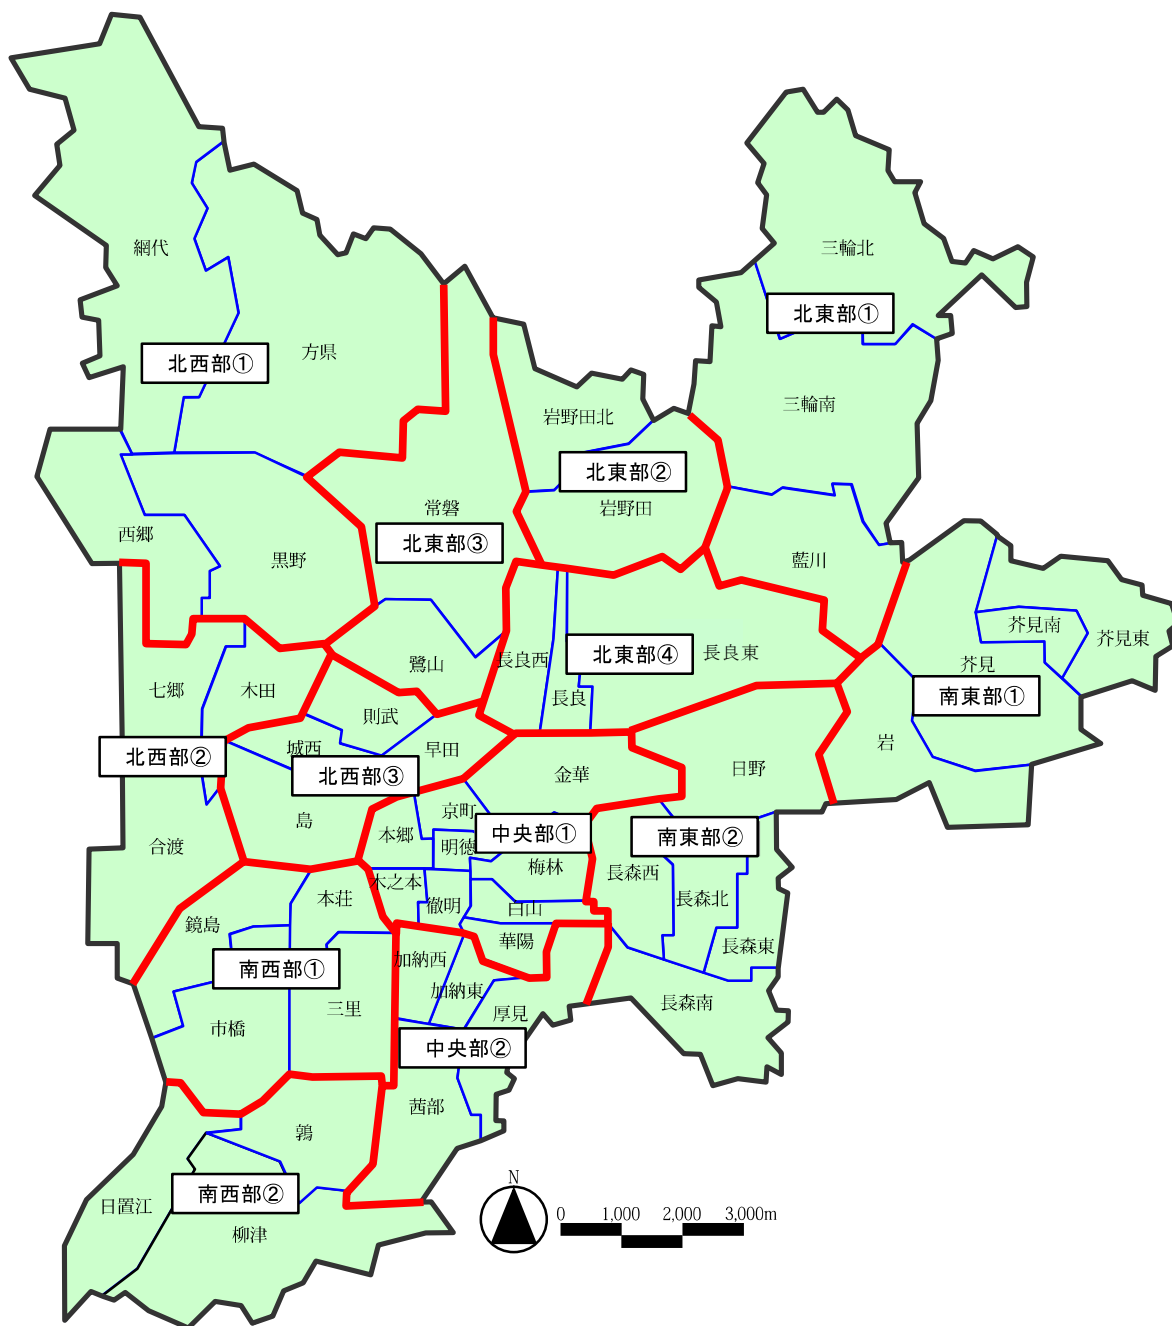 三輪北
網代
北東部①
方県
北西部①
三輪南
岩野田北
北東部②
常磐
岩野田
西郷
北東部③
黒野
藍川
芥見南
芥見東
鷺山
長良西
北東部④
長良東
芥見
七郷
木田
長良
南東部①
則武
城西
早田
岩
北西部②
北西部③
金華
日野
島
京町
本郷
中央部①
南東部②
合渡
明徳
梅林
長森西
木之本
本荘
徹明
白山
長森北
鏡島
華陽
長森東
加納西
南西部①
加納東
長森南
三里
厚見
市橋
中央部②
茜部
鶉
南西部②
日置江
柳津
N
0 1,000 2,000 3,000m